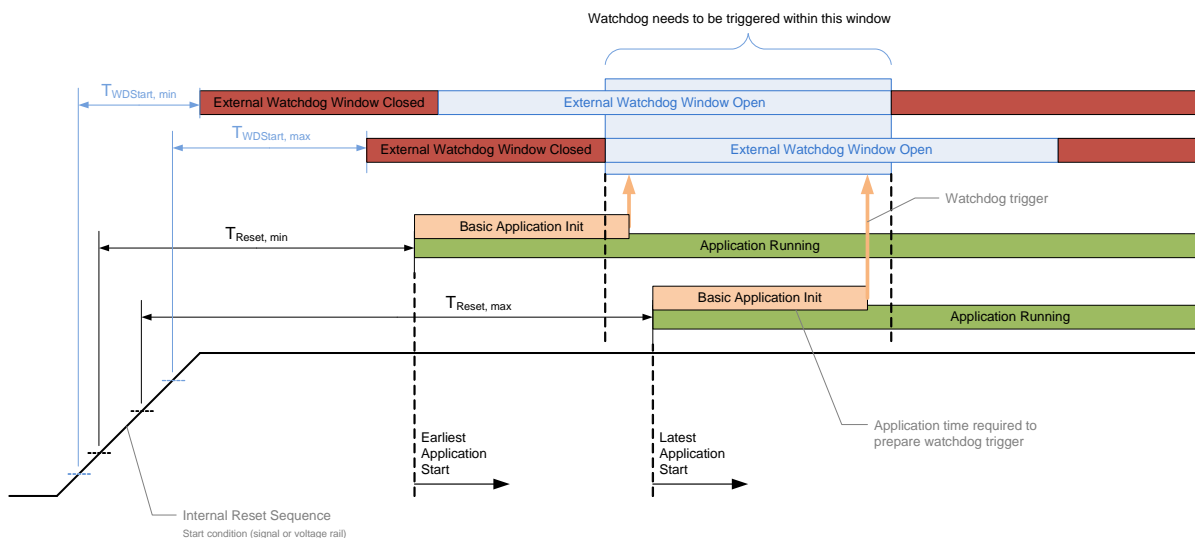 Watchdog needs to be triggered within this window
TWDStart, min
External Watchdog Window Closed
External Watchdog Window Open
TWDStart, max
External Watchdog Window Closed
External Watchdog Window Open
Watchdog trigger
Basic Application Init
TReset, min
Application Running
Basic Application Init
TReset, max
Application Running
Application time required to
prepare watchdog trigger
Earliest
Application
Start
Latest
Application
Start
Internal Reset Sequence
Start condition (signal or voltage rail)